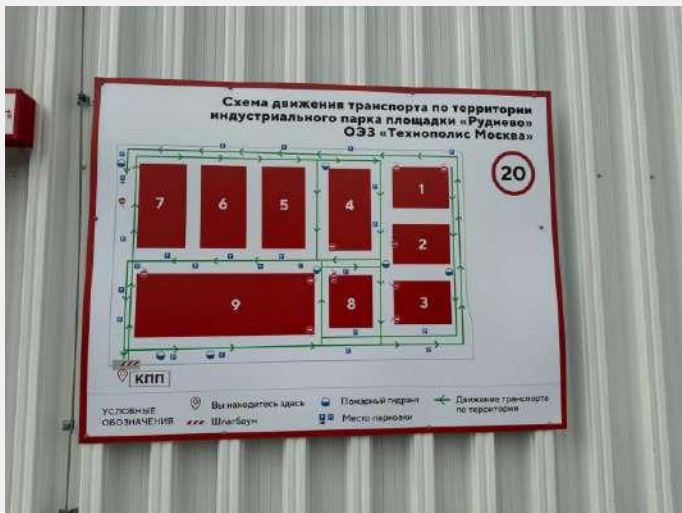 Схема движения транспорта по территории
индустриального парка площадки «Руднево»
ОЭЗ «Технополис Москва»
20
7
6
5
4
1
2
9
8
3
КПП
УСЛОВНЫЕ
ОБОЗНАЧЕНИЯ
Вы находитесь здесь
Шлагбаум
Пожарный гидрант
Место парковки
Движение транспорта
по территории